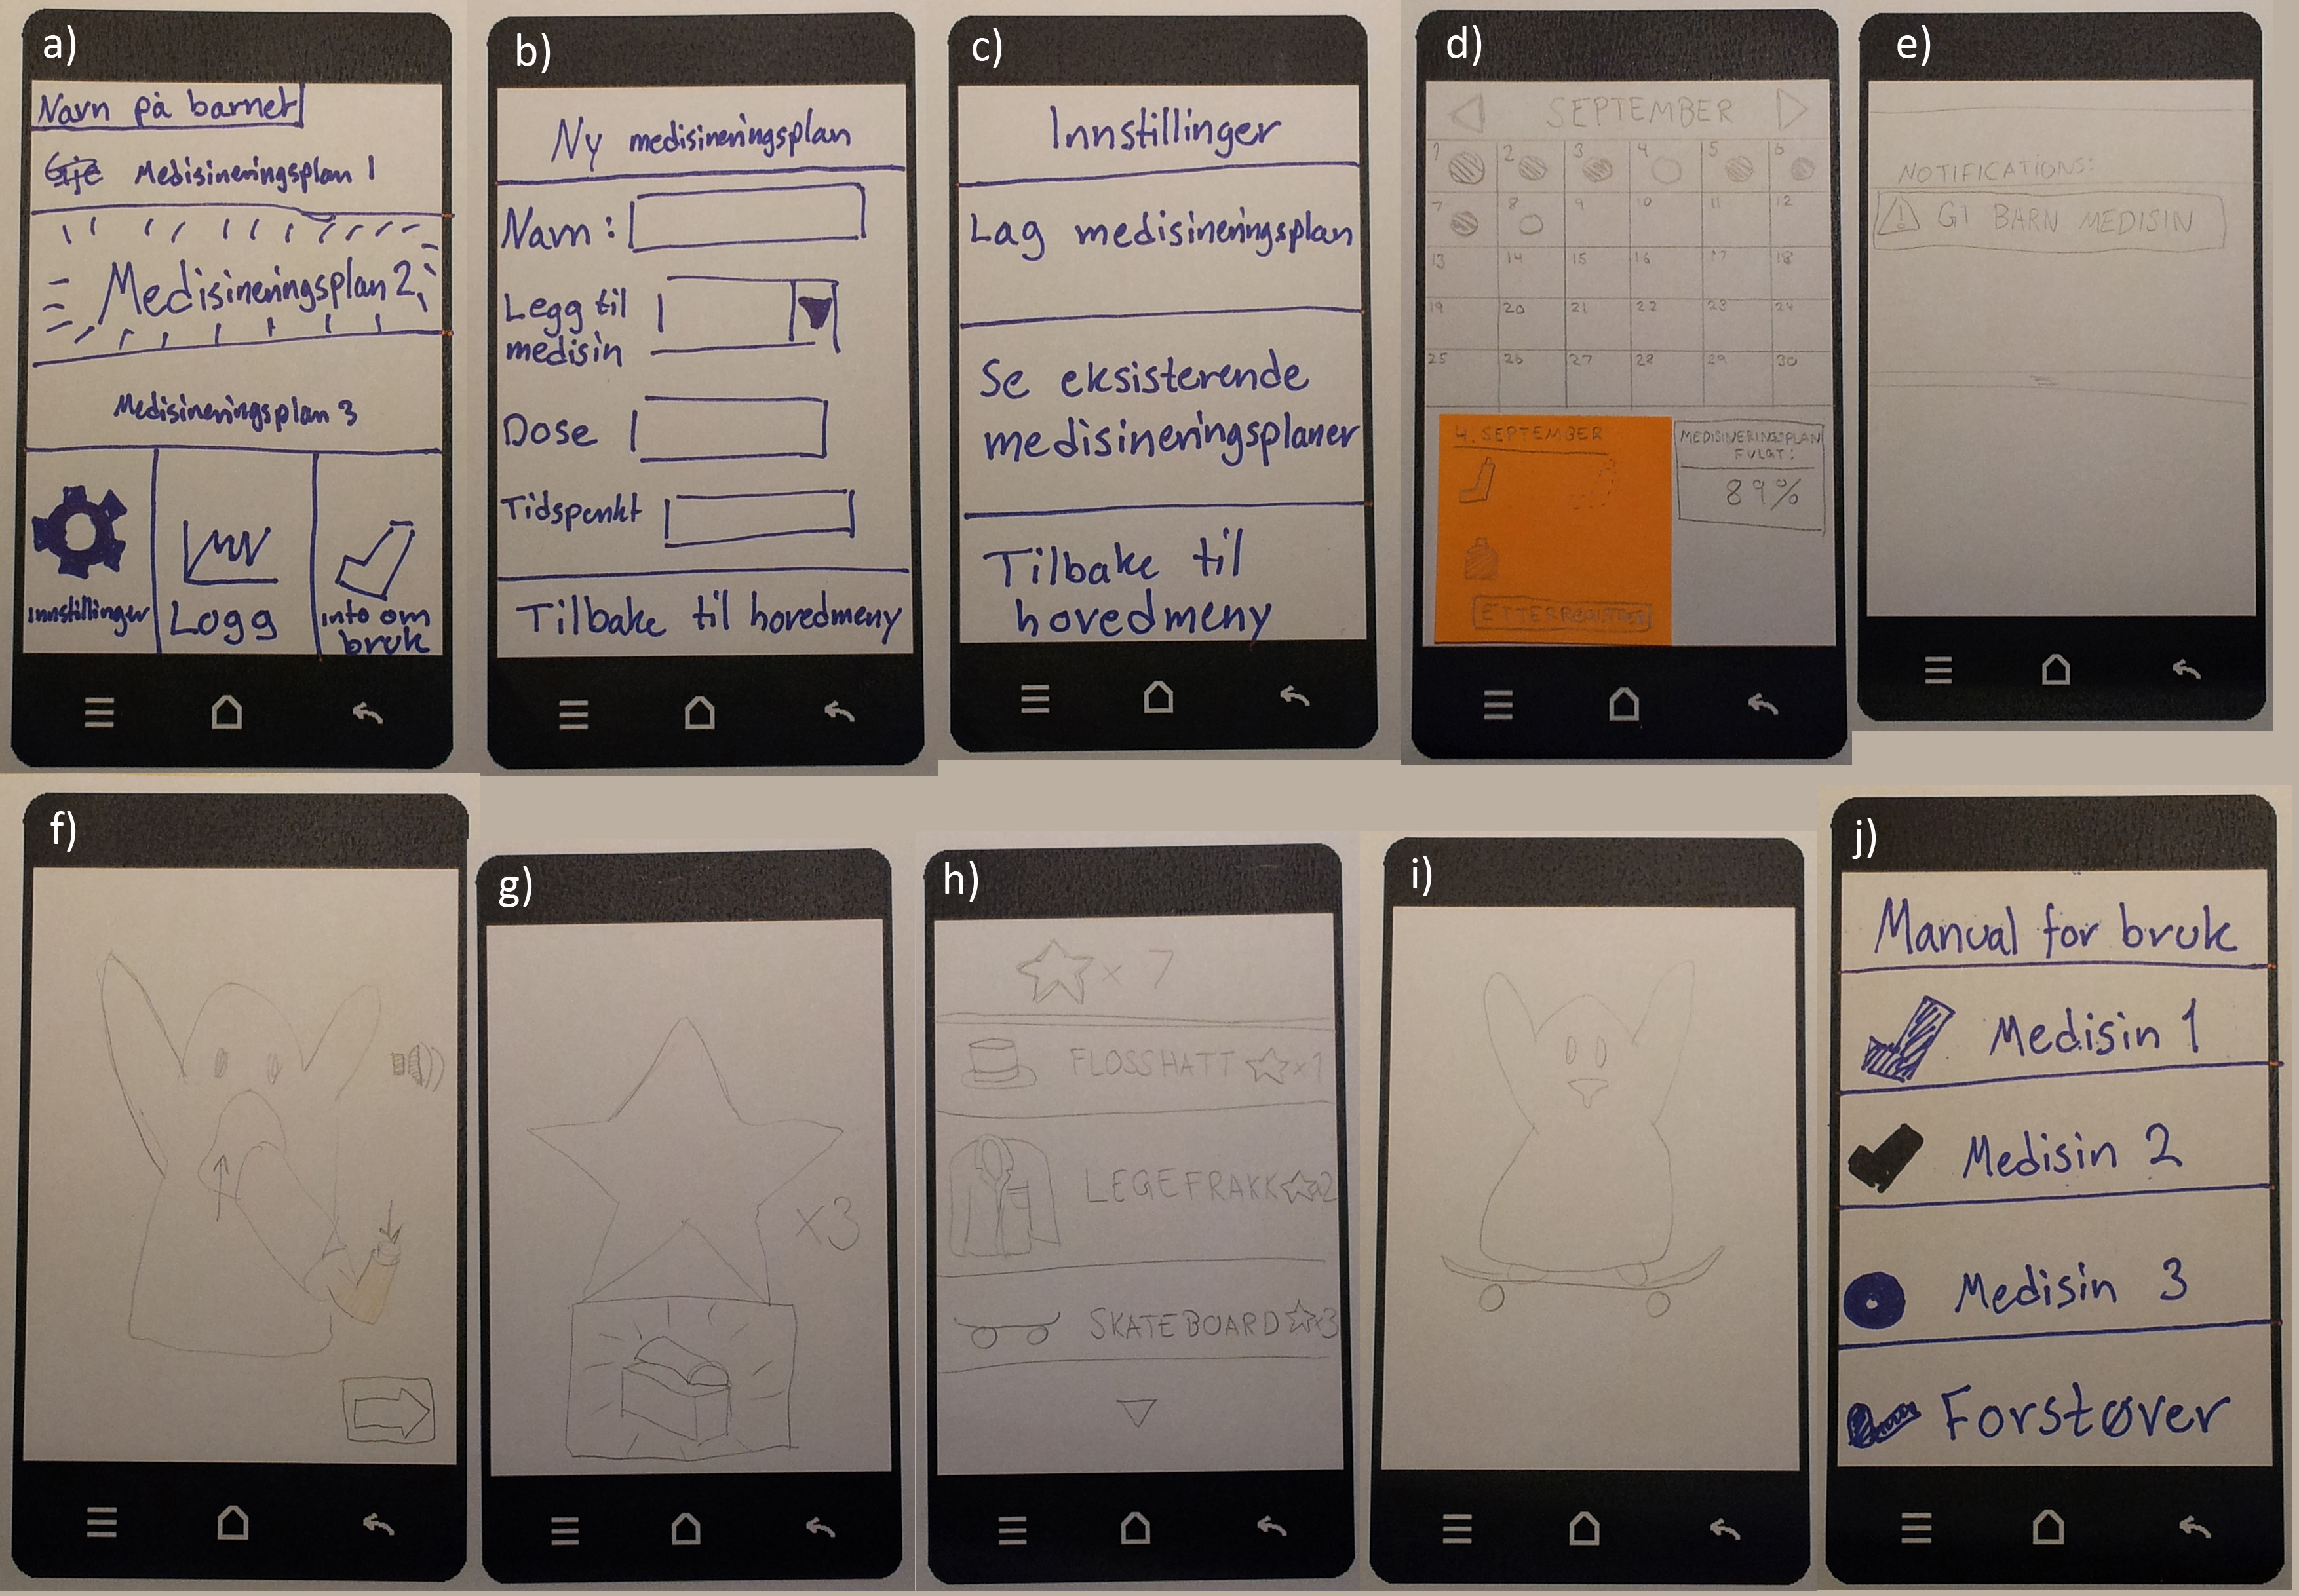 a)
Navn på barnet
Medisineringsplan 1
Medisineringsplan 2
Medisineringsplan 3
innstillinger
Logg
info om
bruk
b)
Ny medisineringsplan
Navn:
Legg til
medisin
Dose
Tidspunkt
Tilbake til hovedmeny
c)
Innstillinger
Lag medisineringsplan
Se eksisterende
medisineringsplaner
Tilbake til
hovedmeny
d)
SEPTEMBER
1 2 3 4 5 6
7 8 9 10 11 12
13 14 15 16 17 18
19 20 21 22 23 24
25 26 27 28 29 30
4. SEPTEMBER
ETTERREGISTRER
MEDISINERINGSPLAN
FULGT:
89%
e)
NOTIFICATIONS:
GI BARN MEDISIN
f)
g)
x3
h)
x 7
FLOSSHATT x1
LEGEFRAKK 2
SKATEBOARD 3
i)
j)
Manual for bruk
Medisin 1
Medisin 2
Medisin 3
Forstøver